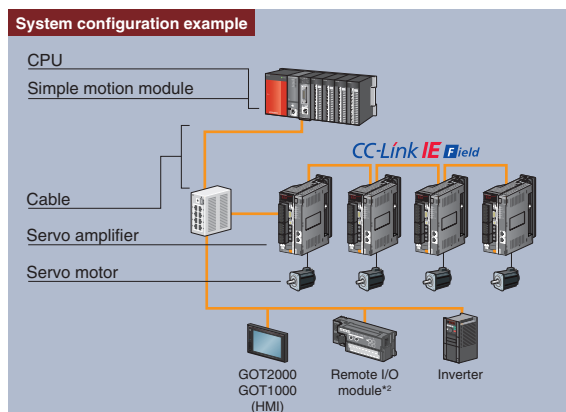 System configuration example
CPU
Simple motion module
CC-Link IE Field
Cable
Servo amplifier
Servo motor
GOT2000
GOT1000
(HMI)
Remote I/O
module*2
Inverter